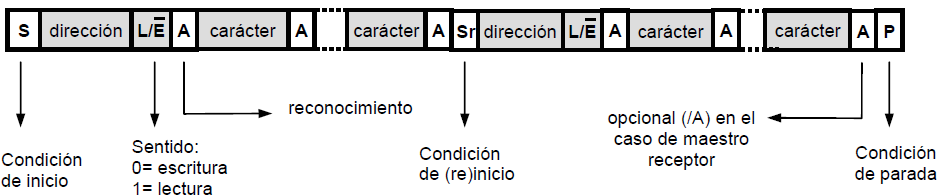 S dirección L/E̅ A carácter A carácter A Sr dirección L/E̅ A carácter A carácter A P
reconocimiento
Condición
de inicio
Sentido:
0= escritura
1= lectura
Condición
de (re)inicio
opcional (/A) en el
caso de maestro
receptor
Condición
de parada